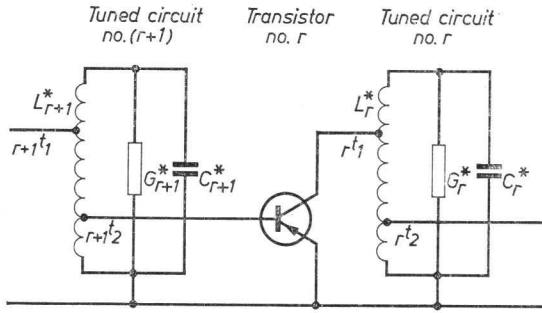 Tuned circuit
no.(r+1)
Transistor
no. r
Tuned circuit
no. r
L*r+1
r+1t1
G*r+1
C*r+1
r+1t2
L*r
rt1
G*r
C*r
rt2